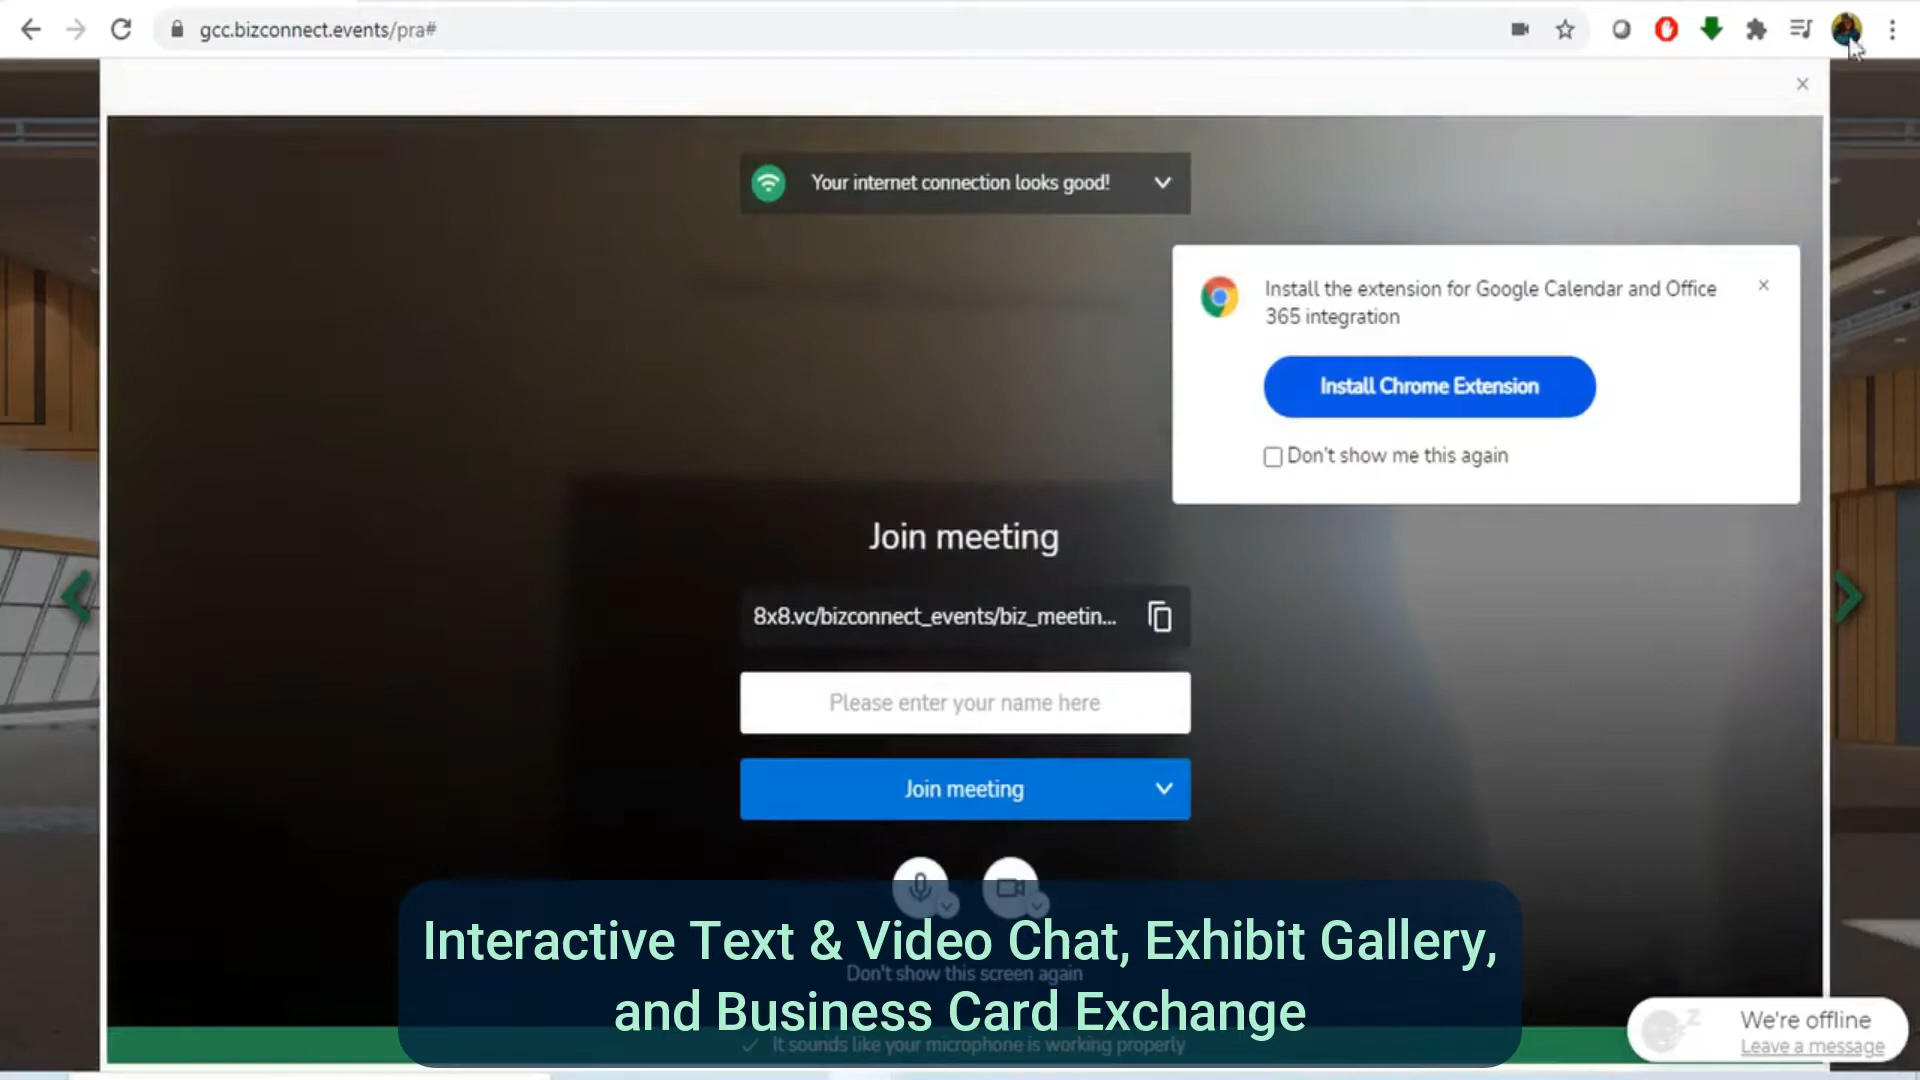 gcc.bizconnect.events/pra#
Your internet connection looks good!
Install the extension for Google Calendar and Office
365 integration
Install Chrome Extension
Don't show me this again
Join meeting
8x8.vc/bizconnect_events/biz_meetin...
Please enter your name here
Join meeting
Interactive Text & Video Chat, Exhibit Gallery,
Don't show this screen again
and Business Card Exchange
It sounds like your microphone is working properly
We're offline
Leave a message